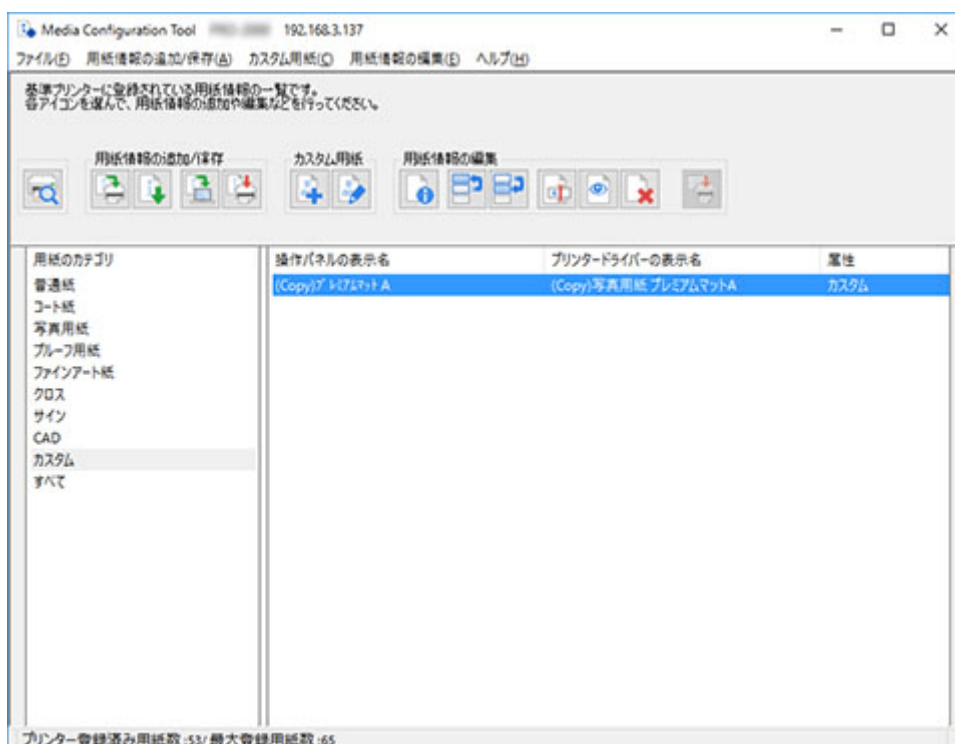 Media Configuration Tool 192.168.3.137
ファイル(F) 用紙情報の追加/保存(A) カスタム用紙(C) 用紙情報の編集(E) ヘルプ(H)
基準プリンターに登録されている用紙情報の一覧です。
各アイコンを選んで、用紙情報の追加や編集などを行ってください。
用紙情報の追加/保存 カスタム用紙 用紙情報の編集
用紙のカテゴリ
普通紙
コート紙
写真用紙
プルーフ用紙
ファインアート紙
クロス
サイン
CAD
カスタム
すべて
操作パネルの表示名 プリンタードライバーの表示名 属性
(Copy)ﾌﾟﾚﾐｱﾑﾏｯﾄ A (Copy)写真用紙 プレミアムマットA カスタム
プリンター登録済み用紙数 :53/ 最大登録用紙数 :65